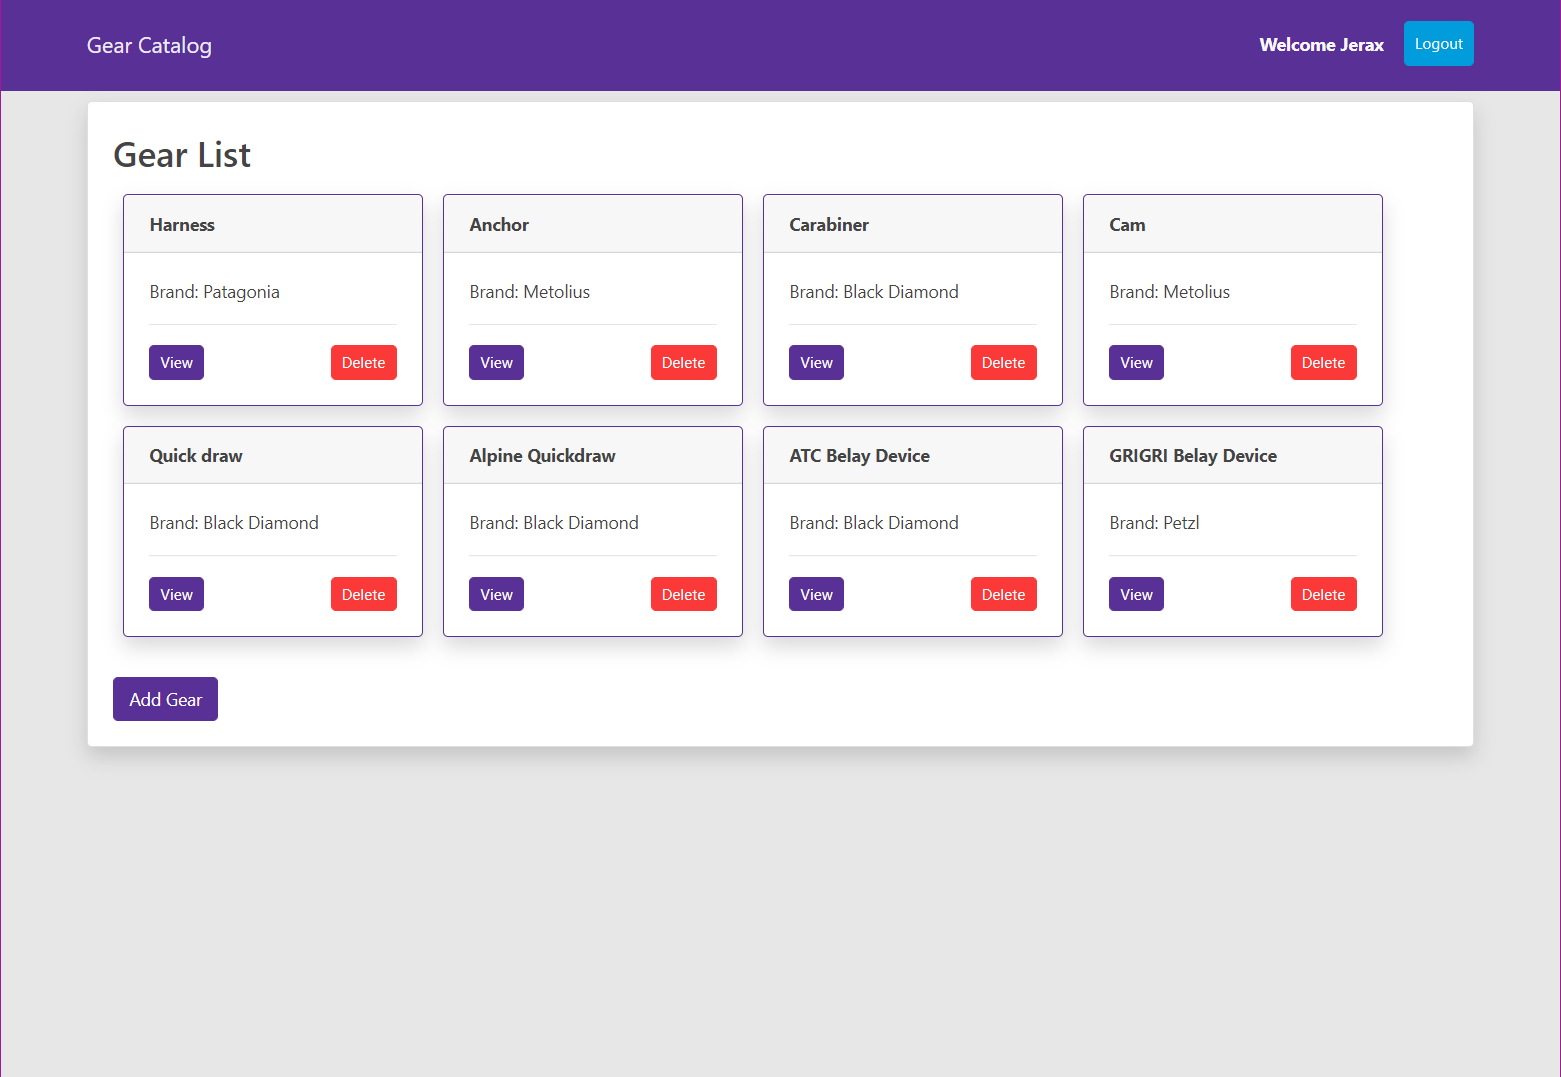 Gear Catalog
Welcome Jerax
Logout
Gear List
Harness
Brand: Patagonia
View
Delete
Anchor
Brand: Metolius
View
Delete
Carabiner
Brand: Black Diamond
View
Delete
Cam
Brand: Metolius
View
Delete
Quick draw
Brand: Black Diamond
View
Delete
Alpine Quickdraw
Brand: Black Diamond
View
Delete
ATC Belay Device
Brand: Black Diamond
View
Delete
GRIGRI Belay Device
Brand: Petzl
View
Delete
Add Gear